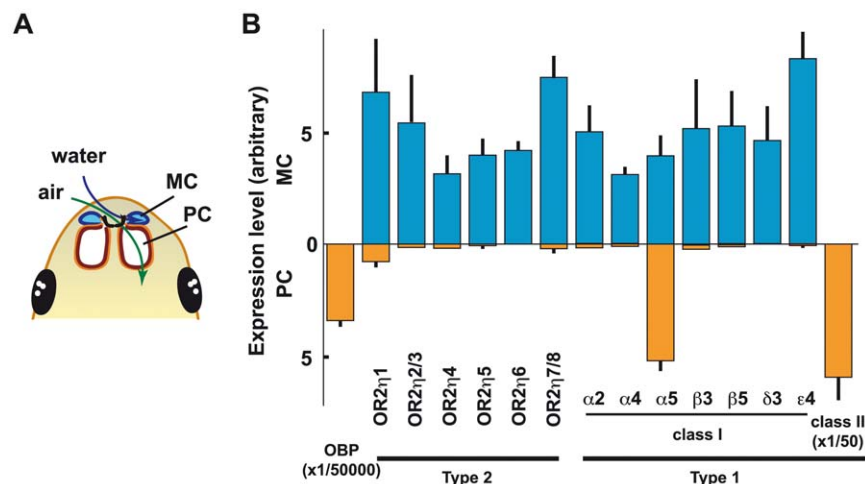 A
water
air
MC
PC
B
Expression level (arbitrary)
MC
PC
5
0
5
OBP
(x1/50000)
OR2η1
OR2η2/3
OR2η4
OR2η5
OR2η6
OR2η7/8
Type 2
α2
α4
α5
β3
β5
δ3
ε4
class I
class II
(x1/50)
Type 1